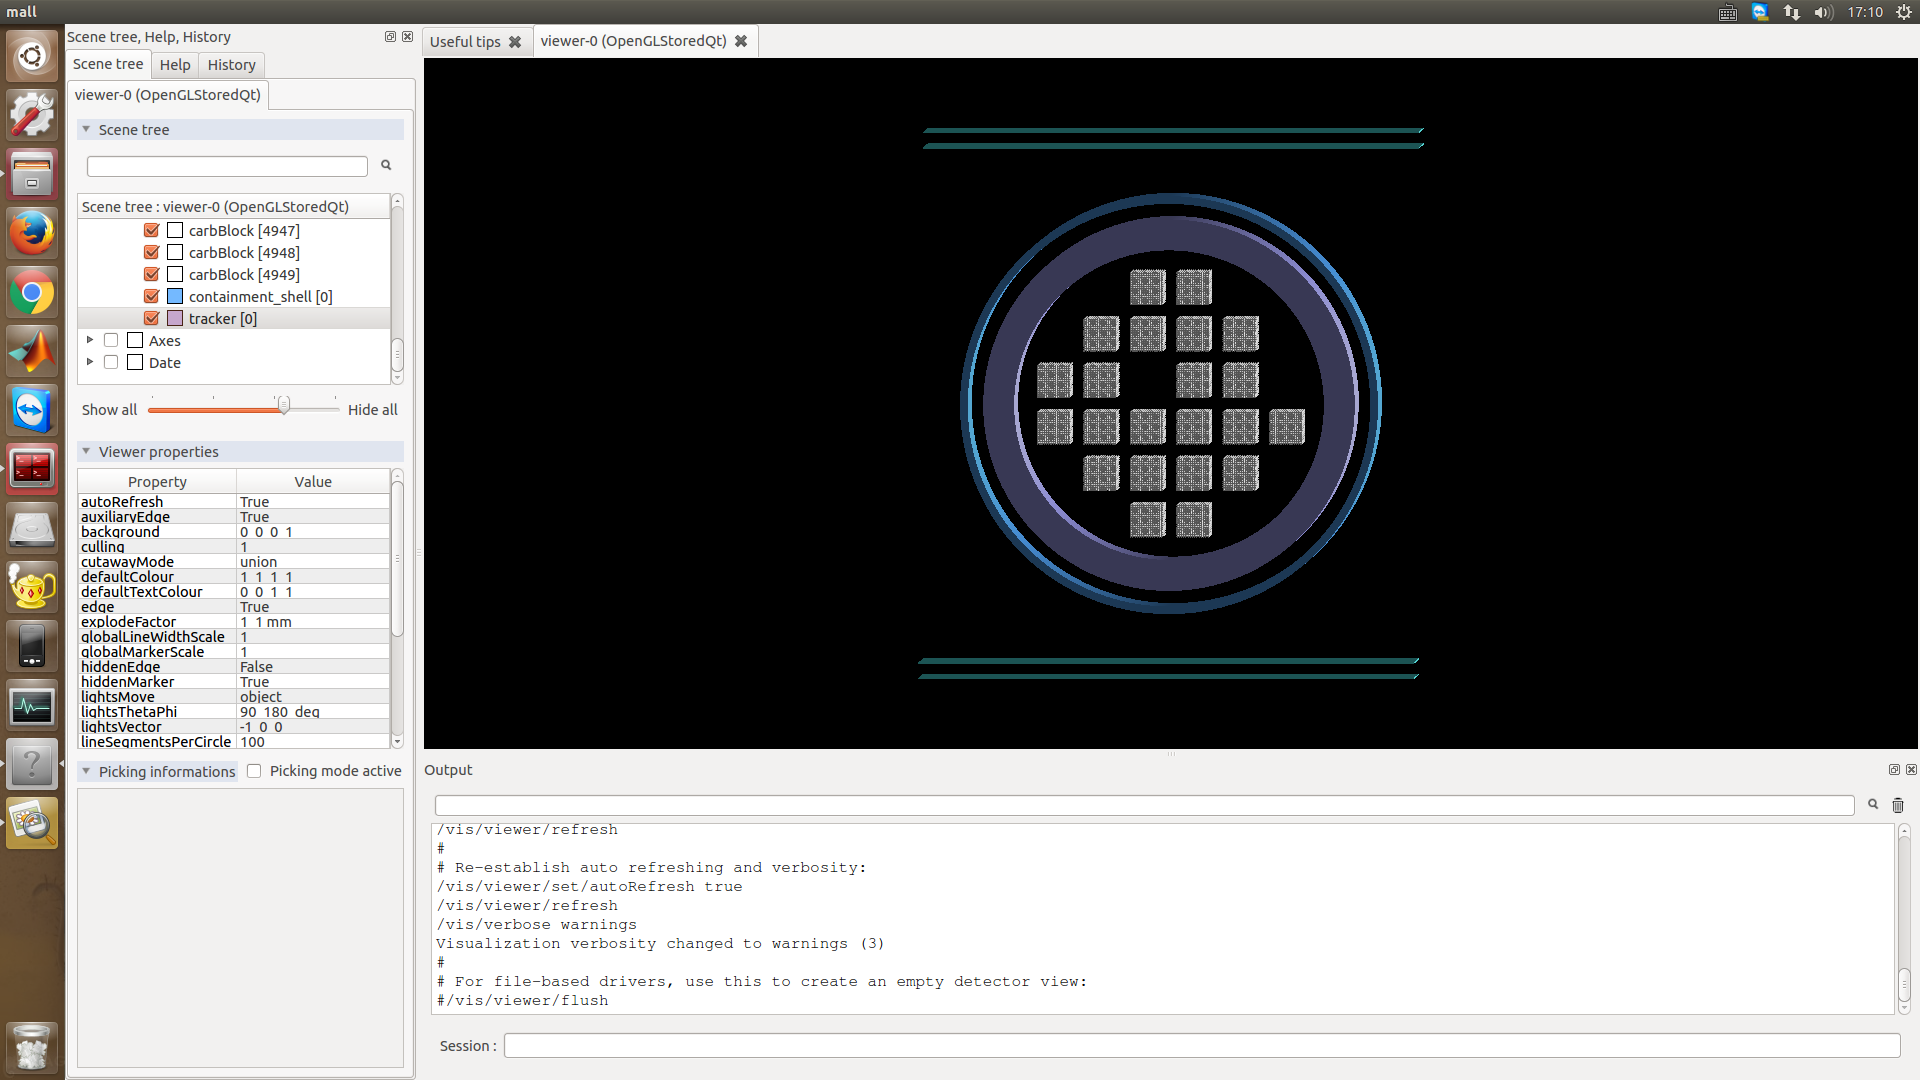 mall
17:10
Scene tree, Help, History
Scene tree
Help
History
viewer-0 (OpenGLStoredQt)
Scene tree
Scene tree : viewer-0 (OpenGLStoredQt)
carbBlock [4947]
carbBlock [4948]
carbBlock [4949]
containment_shell [0]
tracker [0]
Axes
Date
Show all
Hide all
Viewer properties
Property Value
autoRefresh True
auxiliaryEdge True
background 0 0 0 1
culling 1
cutawayMode union
defaultColour 1 1 1 1
defaultTextColour 0 0 1 1
edge True
explodeFactor 1 1 mm
globalLineWidthScale 1
globalMarkerScale 1
hiddenEdge False
hiddenMarker True
lightsMove object
lightsThetaPhi 90 180 deg
lightsVector -1 0 0
lineSegmentsPerCircle 100
Picking informations
Picking mode active
Useful tips
viewer-0 (OpenGLStoredQt)
Output
/vis/viewer/refresh
#
# Re-establish auto refreshing and verbosity:
/vis/viewer/set/autoRefresh true
/vis/viewer/refresh
/vis/verbose warnings
Visualization verbosity changed to warnings (3)
#
# For file-based drivers, use this to create an empty detector view:
#/vis/viewer/flush
Session :